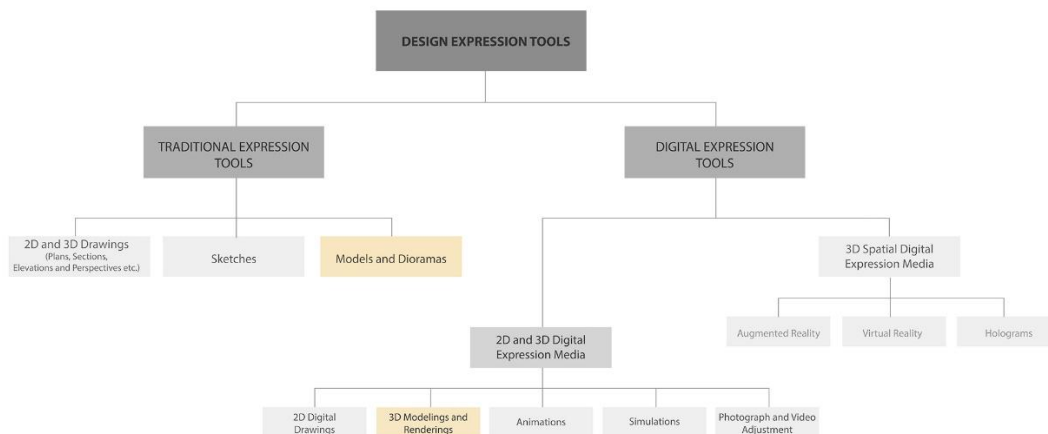 DESIGN EXPRESSION TOOLS
TRADITIONAL EXPRESSION
TOOLS
DIGITAL EXPRESSION
TOOLS
2D and 3D Drawings
(Plans, Sections,
Elevations and Perspectives etc.)
Sketches
Models and Dioramas
3D Spatial Digital
Expression Media
Augmented Reality
Virtual Reality
Holograms
2D and 3D Digital
Expression Media
2D Digital
Drawings
3D Modelings and
Renderings
Animations
Simulations
Photograph and Video
Adjustment